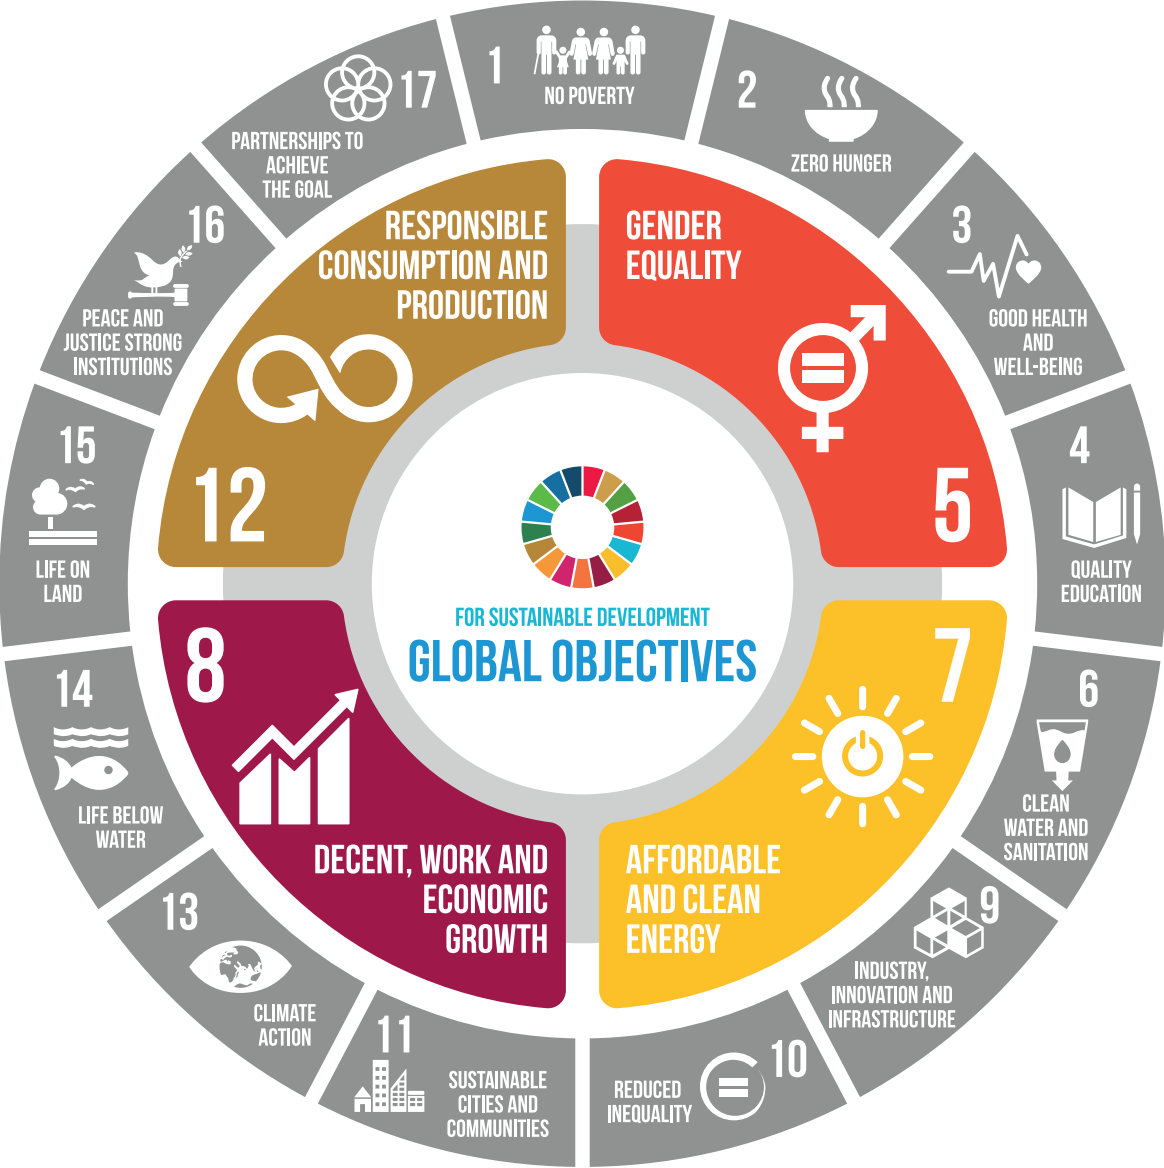 1
NO POVERTY
2
ZERO HUNGER
3
GOOD HEALTH
AND
WELL-BEING
4
QUALITY
EDUCATION
6
CLEAN
WATER AND
SANITATION
9
INDUSTRY,
INNOVATION AND
INFRASTRUCTURE
10
REDUCED
INEQUALITY
11
SUSTAINABLE
CITIES AND
COMMUNITIES
13
CLIMATE
ACTION
14
LIFE BELOW
WATER
15
LIFE ON
LAND
16
PEACE AND
JUSTICE STRONG
INSTITUTIONS
17
PARTNERSHIPS TO
ACHIEVE
THE GOAL
RESPONSIBLE
CONSUMPTION AND
PRODUCTION
12
GENDER
EQUALITY
5
8
DECENT, WORK AND
ECONOMIC
GROWTH
7
AFFORDABLE
AND CLEAN
ENERGY
FOR SUSTAINABLE DEVELOPMENT
GLOBAL OBJECTIVES